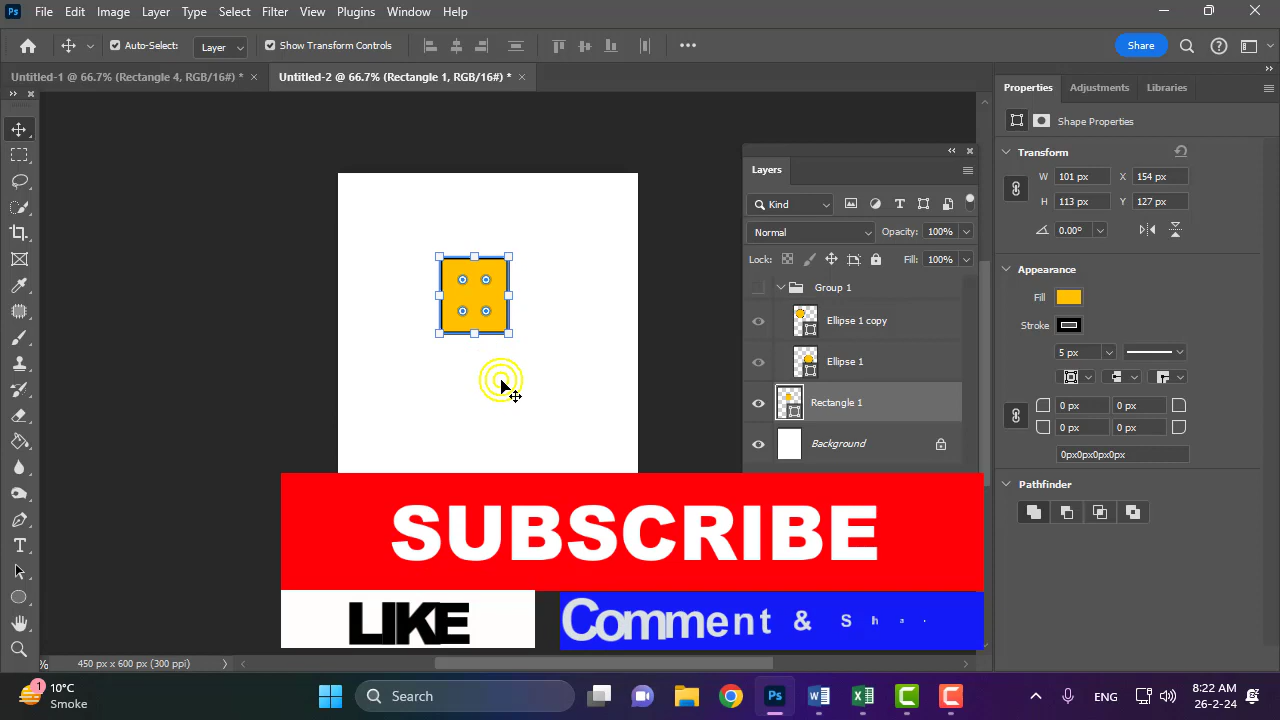 Ps File Edit Image Layer Type Select Filter View Plugins Window Help
Auto-Select: Layer Show Transform Controls Share
Untitled-1 @ 66.7% (Rectangle 4, RGB/16#) *
Untitled-2 @ 66.7% (Rectangle 1, RGB/16#) *
Properties Adjustments Libraries
Shape Properties
Transform
W 101 px X 154 px
H 113 px Y 127 px
0.00°
Appearance
Fill
Stroke
5 px
0 px 0 px
0 px 0 px
0px0px0px0px
Pathfinder
Layers
Kind
Normal Opacity: 100%
Lock: Fill: 100%
Group 1
Ellipse 1 copy
Ellipse 1
Rectangle 1
Background
SUBSCRIBE
LIKE
Comment & Sha
% 450 px x 600 px (300 ppi)
1 10°C
Smoke
Search
Ps
ENG
8:22 AM
26-2-24